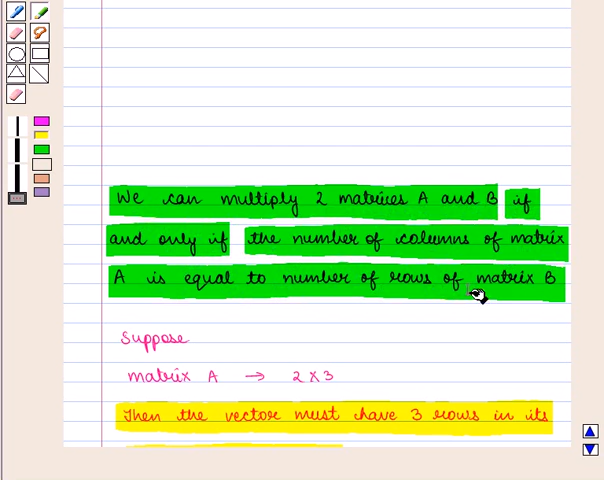 We can multiply 2 matrices A and B if
and only if the number of columns of matrix
A is equal to number of rows of matrix B
Suppose
matrix A → 2 x 3
Then the vector must have 3 rows in its